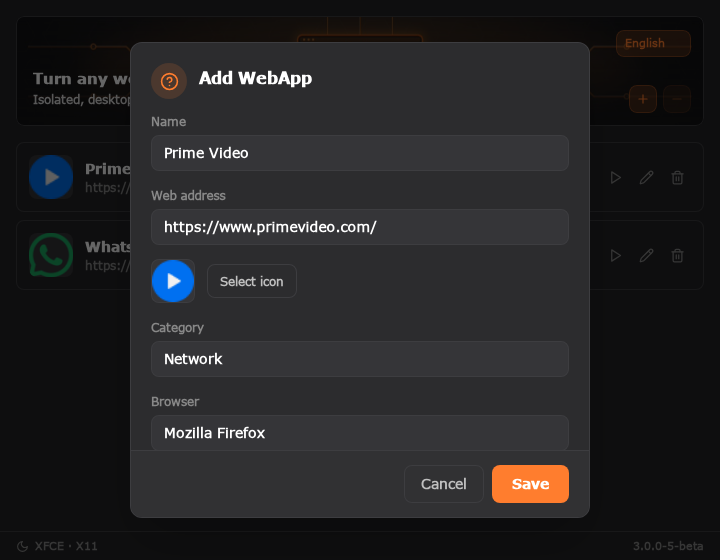 English
Turn any we
Isolated, desktop
Add WebApp
Name
Prime Video
Web address
https://www.primevideo.com/
Select icon
Category
Network
Browser
Mozilla Firefox
Cancel
Save
Prime
https://
Whats
https://
XFCE · X11
3.0.0-5-beta